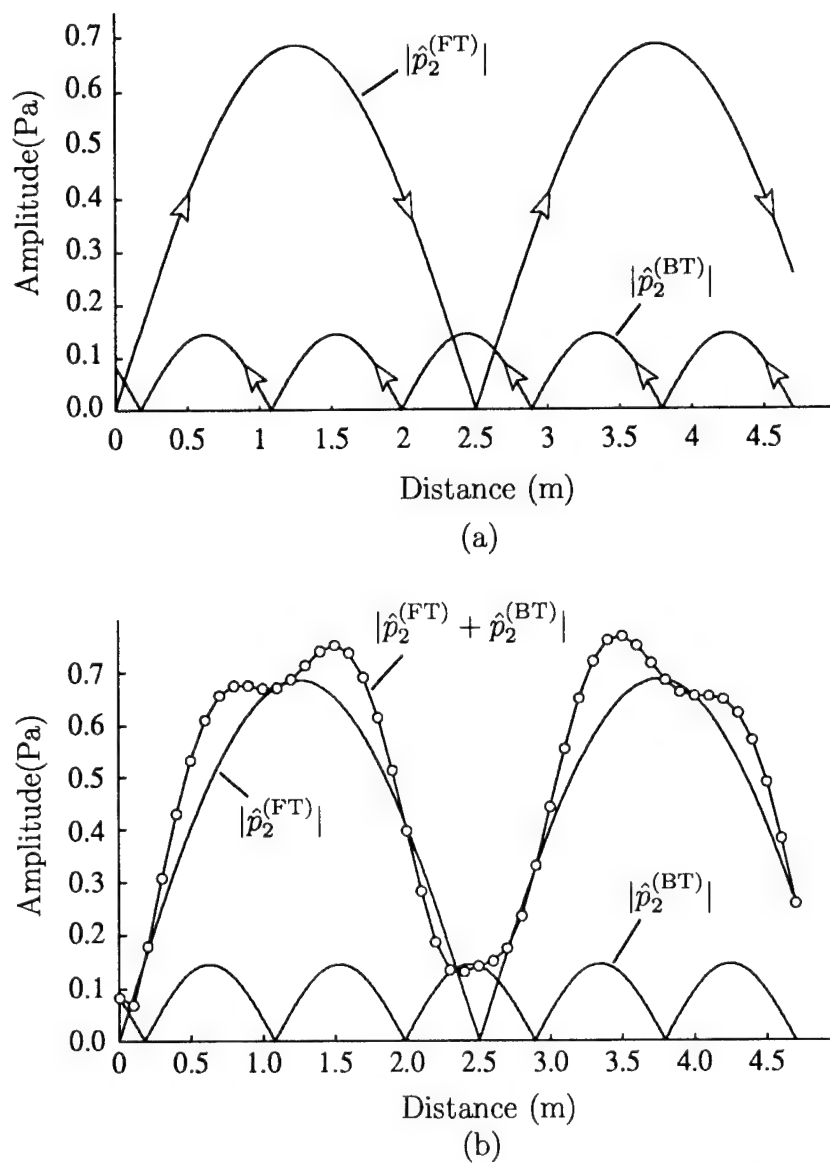 0.7
0.6
0.5
0.4
0.3
0.2
0.1
0.0
Amplitude(Pa)
|p̂₂^(FT)|
|p̂₂^(BT)|
0 0.5 1 1.5 2 2.5 3 3.5 4 4.5
Distance (m)
(a)
|p̂₂^(FT) + p̂₂^(BT)|
0.7
0.6
0.5
0.4
0.3
0.2
0.1
0.0
Amplitude(Pa)
|p̂₂^(FT)|
|p̂₂^(BT)|
0 0.5 1.0 1.5 2.0 2.5 3.0 3.5 4.0 4.5
Distance (m)
(b)